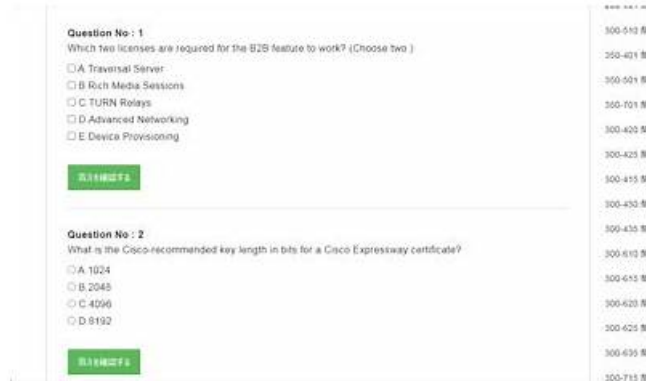 Question No : 1
Which two licenses are required for the B2B feature to work? (Choose two )
A Traversal Server
B Rich Media Sessions
C TURN Relays
D Advanced Networking
E Device Provisioning
Question No : 2
What is the Cisco-recommended key length in bits for a Cisco Expressway certificate?
A 1024
B 2048
C 4096
D 8192
300-510
350-401
350-501
350-701
300-420
300-425
300-415
300-430
300-435
300-610
300-615
300-620
300-625
300-635
300-715